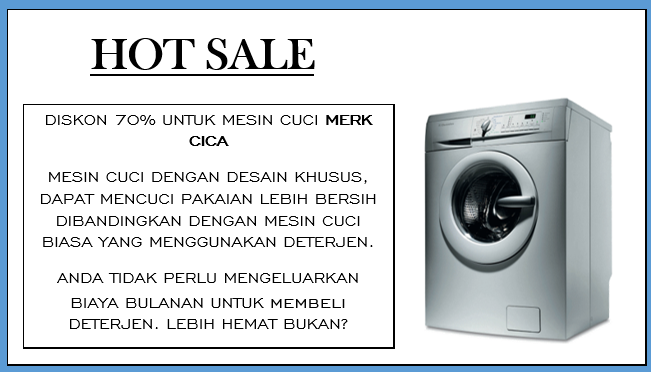 HOT SALE
DISKON 70% UNTUK MESIN CUCI MERK
CICA
MESIN CUCI DENGAN DESAIN KHUSUS,
DAPAT MENCUCI PAKAIAN LEBIH BERSIH
DIBANDINGKAN DENGAN MESIN CUCI
BIASA YANG MENGGUNAKAN DETERJEN.
ANDA TIDAK PERLU MENGELUARKAN
BIAYA BULANAN UNTUK MEMBELI
DETERJEN. LEBIH HEMAT BUKAN?